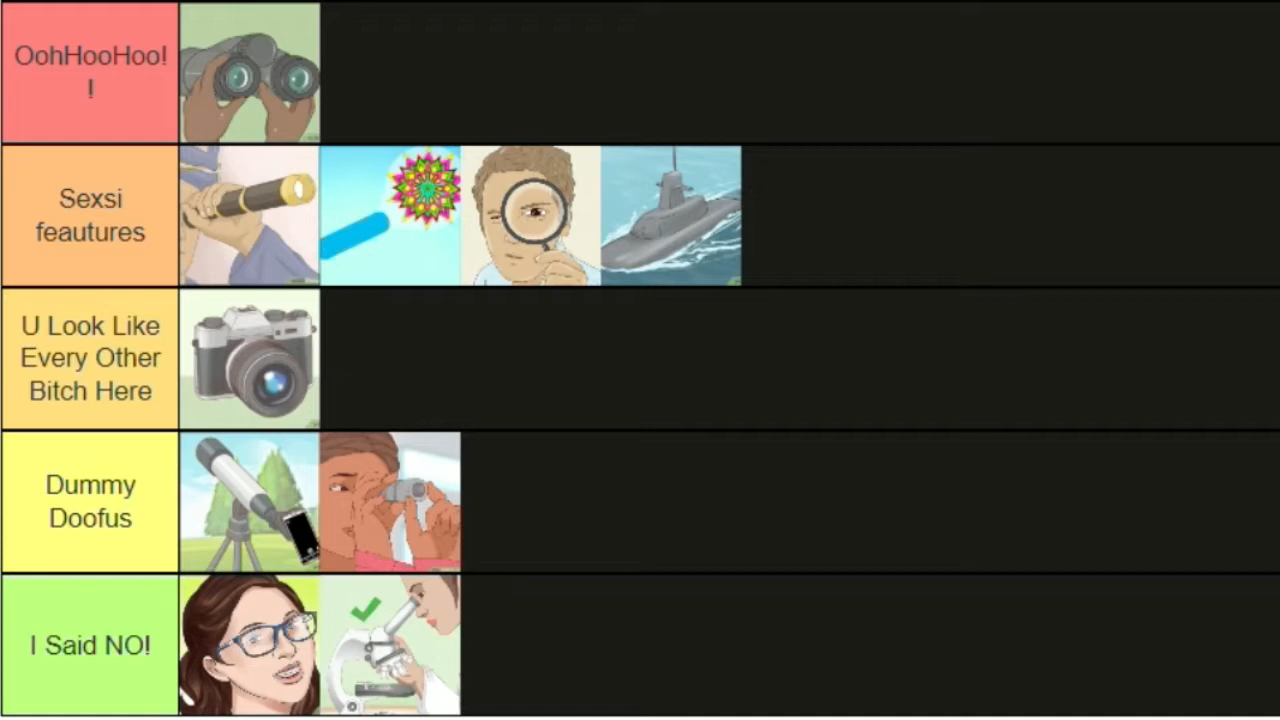 OohHooHoo!
!
Sexsi
feautures
U Look Like
Every Other
Bitch Here
Dummy
Doofus
I Said NO!